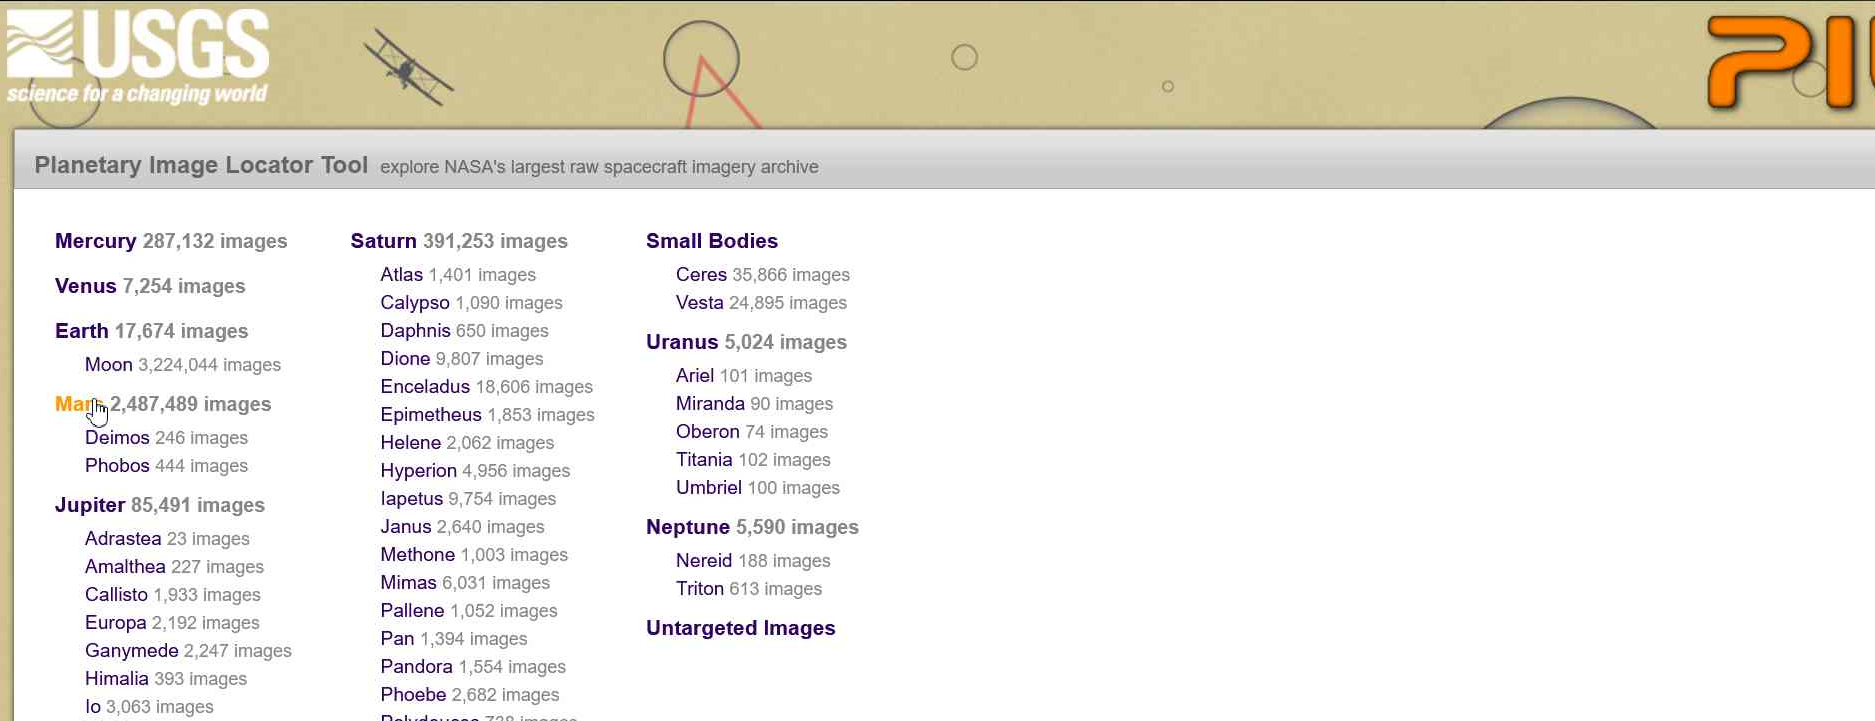 USGS
science for a changing world
Planetary Image Locator Tool explore NASA's largest raw spacecraft imagery archive
Mercury 287,132 images
Venus 7,254 images
Earth 17,674 images
Moon 3,224,044 images
2,487,489 images
Deimos 246 images
Phobos 444 images
Jupiter 85,491 images
Adrastea 23 images
Amalthea 227 images
Callisto 1,933 images
Europa 2,192 images
Ganymede 2,247 images
Himalia 393 images
Io 3,063 images
Saturn 391,253 images
Atlas 1,401 images
Calypso 1,090 images
Daphnis 650 images
Dione 9,807 images
Enceladus 18,606 images
Epimetheus 1,853 images
Helene 2,062 images
Hyperion 4,956 images
Iapetus 9,754 images
Janus 2,640 images
Methone 1,003 images
Mimas 6,031 images
Pallene 1,052 images
Pan 1,394 images
Pandora 1,554 images
Phoebe 2,682 images
Small Bodies
Ceres 35,866 images
Vesta 24,895 images
Uranus 5,024 images
Ariel 101 images
Miranda 90 images
Oberon 74 images
Titania 102 images
Umbriel 100 images
Neptune 5,590 images
Nereid 188 images
Triton 613 images
Untargeted Images